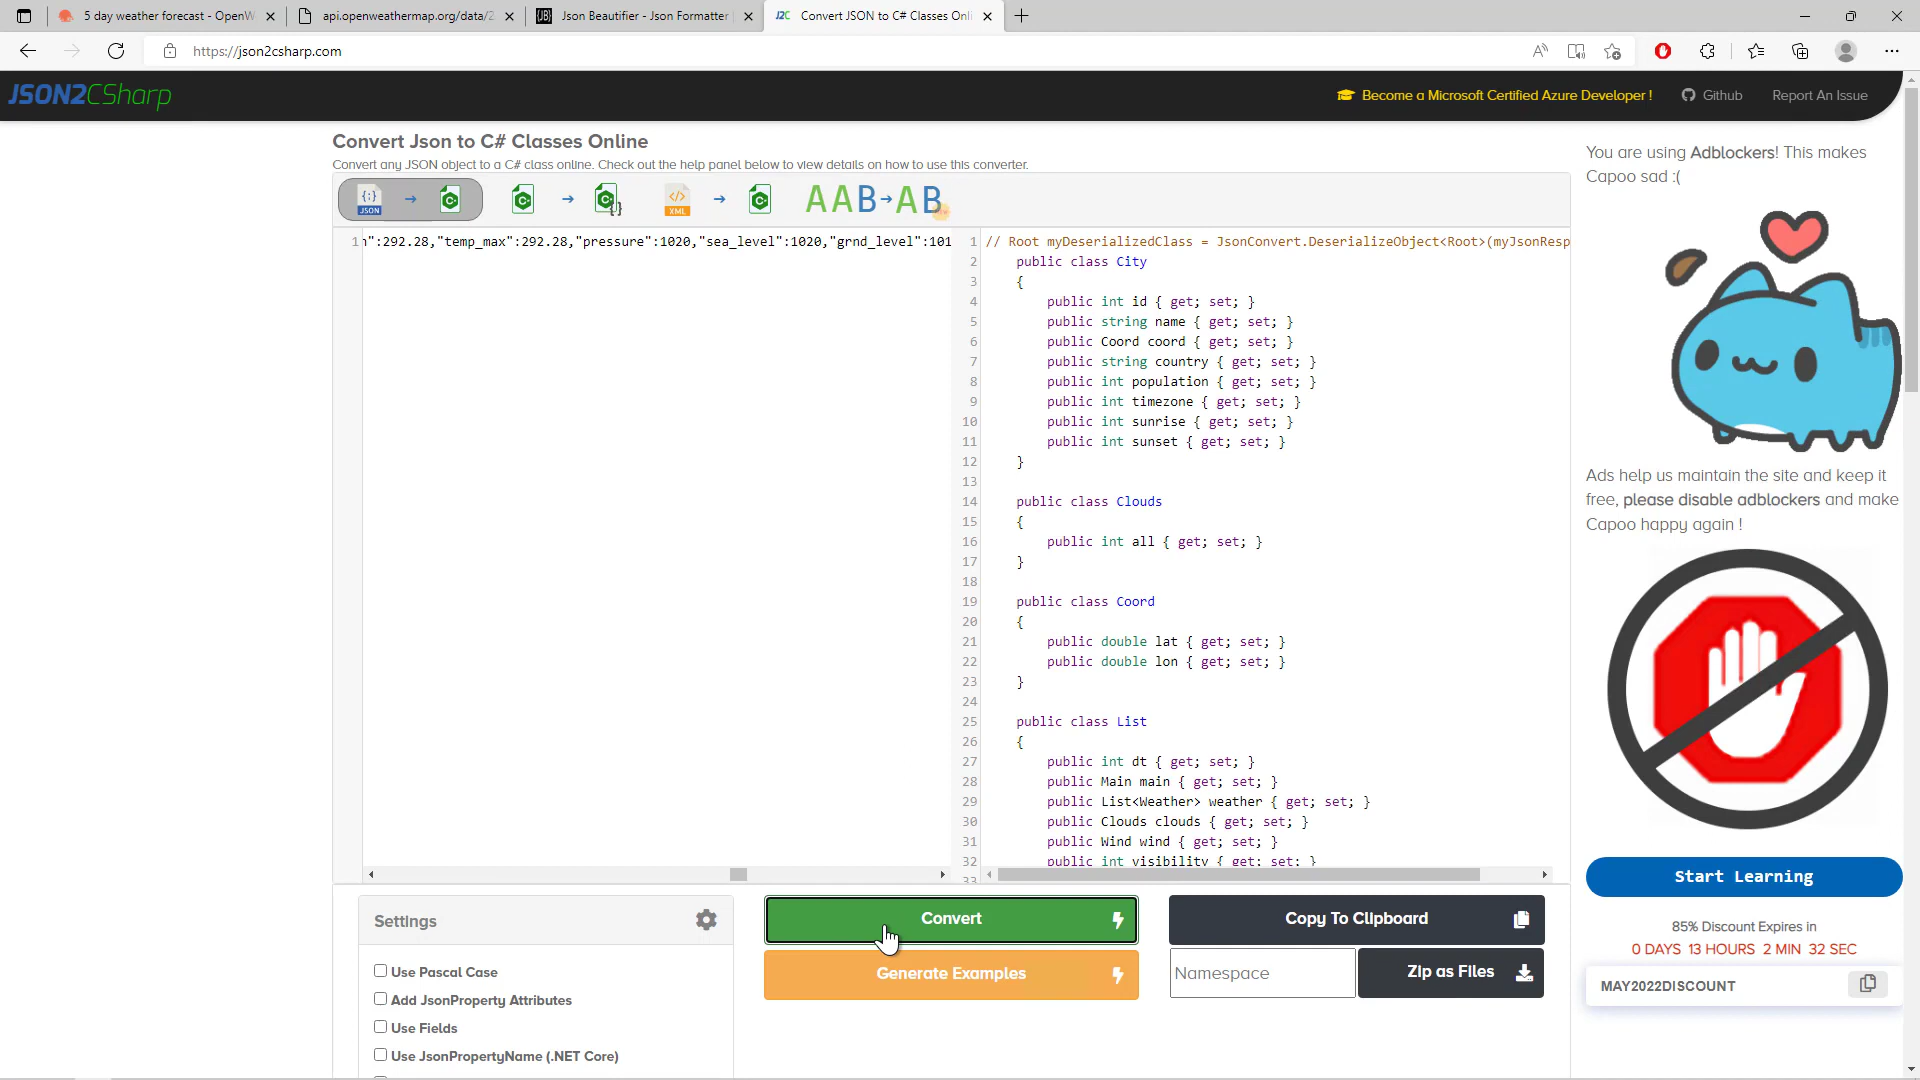 5 day weather forecast - OpenW
api.openweathermap.org/data/2
Json Beautifier - Json Formatter
J2C
Convert JSON to C# Classes Onli
https://json2csharp.com
JSON2CSharp
Become a Microsoft Certified Azure Developer !
Github
Report An Issue
Convert Json to C# Classes Online
Convert any JSON object to a C# class online. Check out the help panel below to view details on how to use this converter.
JSON
XML
AAB→AB
1
":292.28,"temp_max":292.28,"pressure":1020,"sea_level":1020,"grnd_level":101
1 // Root myDeserializedClass = JsonConvert.DeserializeObject<Root>(myJsonResp
2 public class City
3 {
4 public int id { get; set; }
5 public string name { get; set; }
6 public Coord coord { get; set; }
7 public string country { get; set; }
8 public int population { get; set; }
9 public int timezone { get; set; }
10 public int sunrise { get; set; }
11 public int sunset { get; set; }
12 }
13
14 public class Clouds
15 {
16 public int all { get; set; }
17 }
18
19 public class Coord
20 {
21 public double lat { get; set; }
22 public double lon { get; set; }
23 }
24
25 public class List
26 {
27 public int dt { get; set; }
28 public Main main { get; set; }
29 public List<Weather> weather { get; set; }
30 public Clouds clouds { get; set; }
31 public Wind wind { get; set; }
32 public int visibility { get; set; }
33
Settings
Use Pascal Case
Add JsonProperty Attributes
Use Fields
Use JsonPropertyName (.NET Core)
Convert
Generate Examples
Copy To Clipboard
Namespace
Zip as Files
You are using Adblockers! This makes
Capoo sad :(
Ads help us maintain the site and keep it
free, please disable adblockers and make
Capoo happy again !
Start Learning
85% Discount Expires in
0 DAYS 13 HOURS 2 MIN 32 SEC
MAY2022DISCOUNT